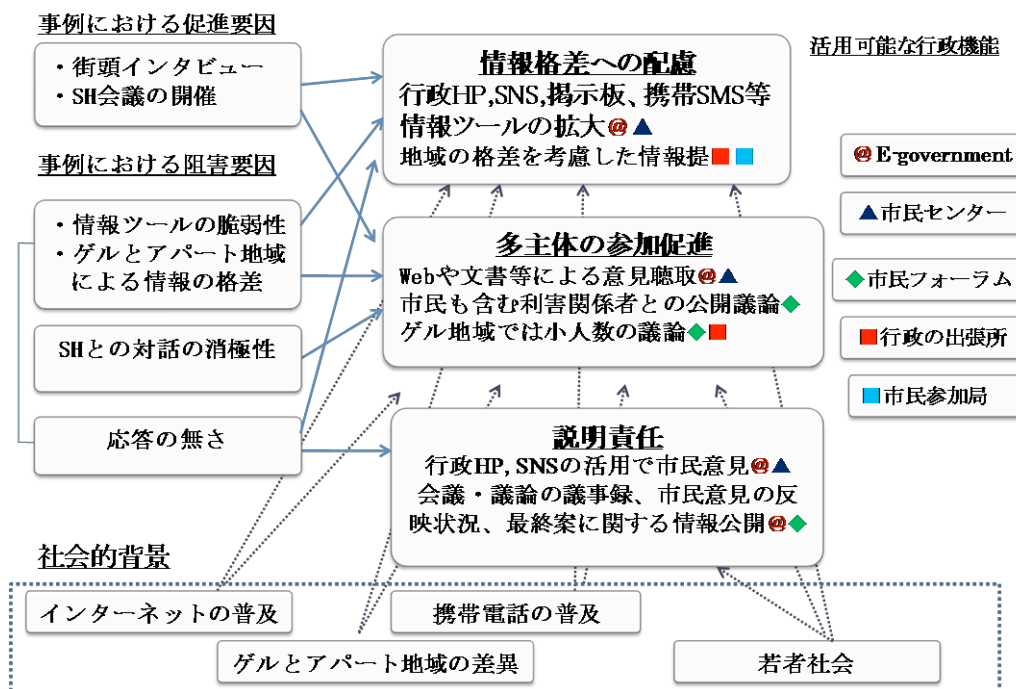 事例における促進要因
・街頭インタビュー
・SH会議の開催
事例における阻害要因
・情報ツールの脆弱性
・ゲルとアパート地域
による情報の格差
SHとの対話の消極性
応答の無さ
情報格差への配慮
行政HP,SNS,掲示板、携帯SMS等
情報ツールの拡大@▲
地域の格差を考慮した情報提■■
多主体の参加促進
Webや文書等による意見聴取@▲
市民も含む利害関係者との公開議論◆
ゲル地域では小人数の議論◆■
説明責任
行政HP, SNSの活用で市民意見@▲
会議・議論の議事録、市民意見の反
映状況、最終案に関する情報公開@◆
活用可能な行政機能
@E-government
▲市民センター
◆市民フォーラム
■行政の出張所
■市民参加局
社会的背景
インターネットの普及
携帯電話の普及
ゲルとアパート地域の差異
若者社会